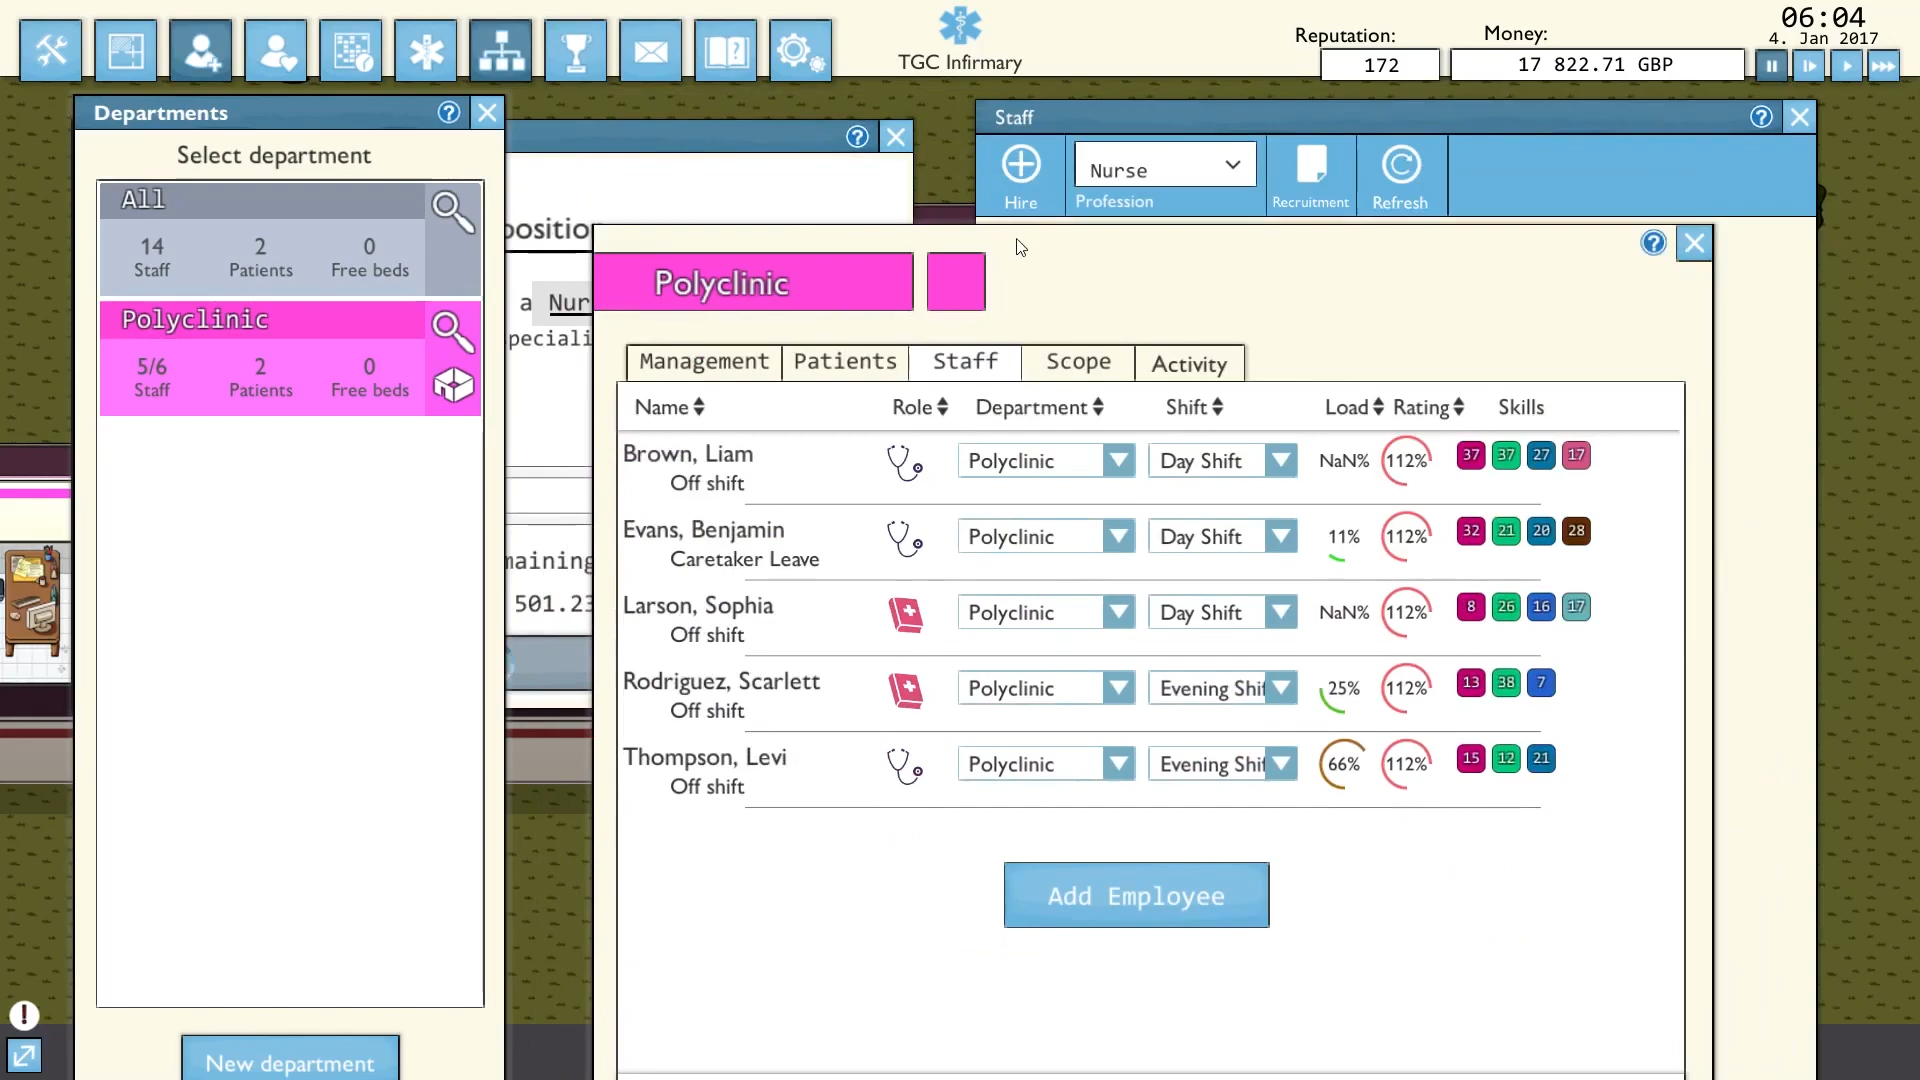 TGC Infirmary
Reputation:
172
Money:
17 822.71 GBP
06:04
4. Jan 2017
Departments
Select department
All
14
2
0
Staff
Patients
Free beds
Polyclinic
5/6
2
0
Staff
Patients
Free beds
New department
a Nur
Staff
Hire
Nurse
Profession
Recruitment
Refresh
501.23
Polyclinic
Management
Patients
Staff
Scope
Activity
Name
Role
Department
Shift
Load
Rating
Skills
Brown, Liam
Off shift
Polyclinic
Day Shift
NaN%
112%
37
37
27
17
Evans, Benjamin
Caretaker Leave
Polyclinic
Day Shift
11%
112%
32
21
20
28
Larson, Sophia
Off shift
Polyclinic
Day Shift
NaN%
112%
8
26
16
17
Rodriguez, Scarlett
Off shift
Polyclinic
Evening Shif
25%
112%
13
38
7
Thompson, Levi
Off shift
Polyclinic
Evening Shif
66%
112%
15
12
21
Add Employee